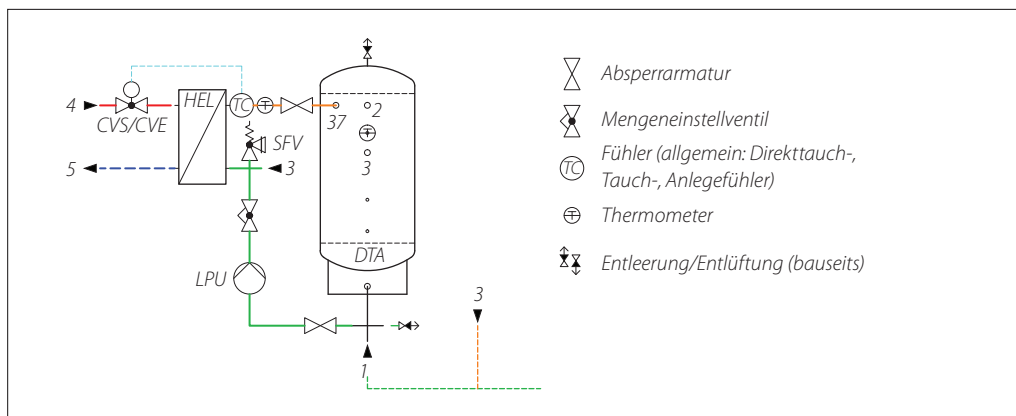 HEL
TC
4
CVS/CVE
37
2
SFV
3
5
3
DTA
LPU
3
1
Absperrarmatur
Mengeneinstellventil
TC
Fühler (allgemein: Direkttauch-,
Tauch-, Anlegefühler)
Thermometer
Entleerung/Entlüftung (bauseits)